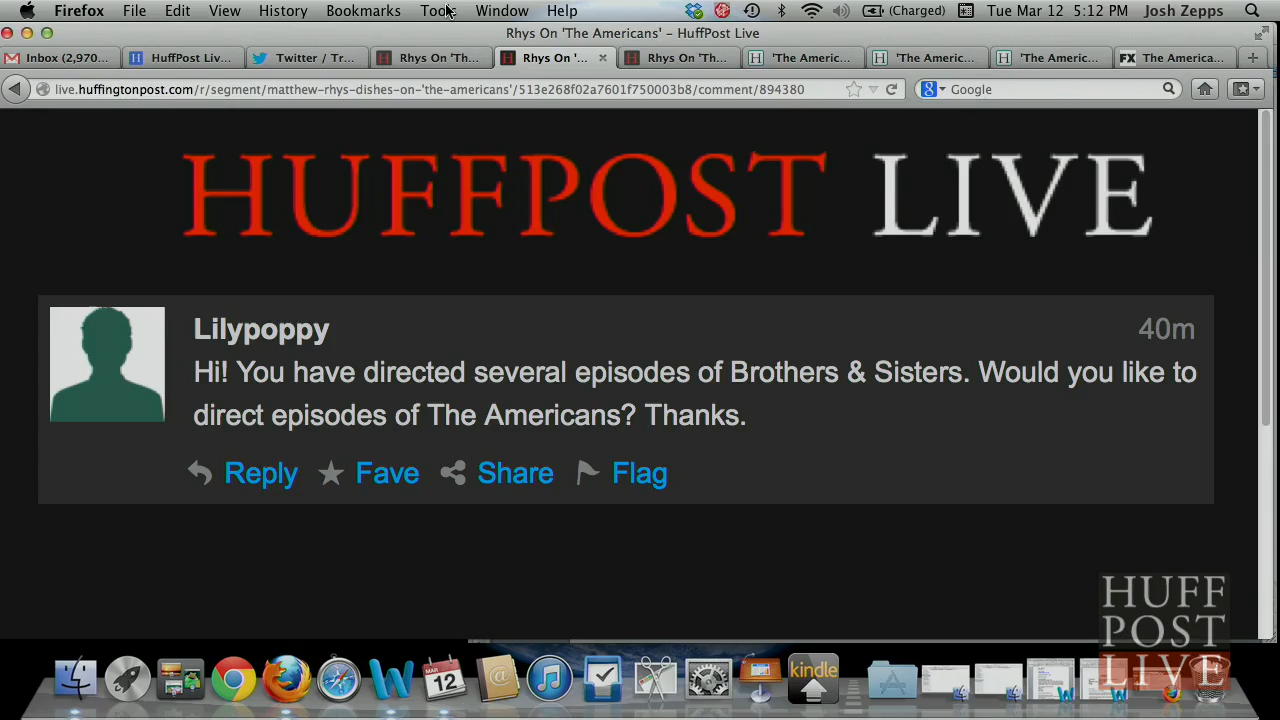 Firefox File Edit View History Bookmarks Tools Window Help (Charged) Tue Mar 12 5:12 PM Josh Zepps
Rhys On 'The Americans' – HuffPost Live
Inbox (2,970... HuffPost Liv... Twitter / Tr... Rhys On 'Th... Rhys On '... Rhys On 'Th... 'The Americ... 'The Americ... 'The Americ... FX The America...
live.huffingtonpost.com/r/segment/matthew-rhys-dishes-on-'the-americans'/513e268f02a7601f750003b8/comment/894380 Google
HUFFPOST LIVE
Lilypoppy 40m
Hi! You have directed several episodes of Brothers & Sisters. Would you like to
direct episodes of The Americans? Thanks.
Reply Fave Share Flag
HUFF
POST
LIVE
MAR
12
kindle